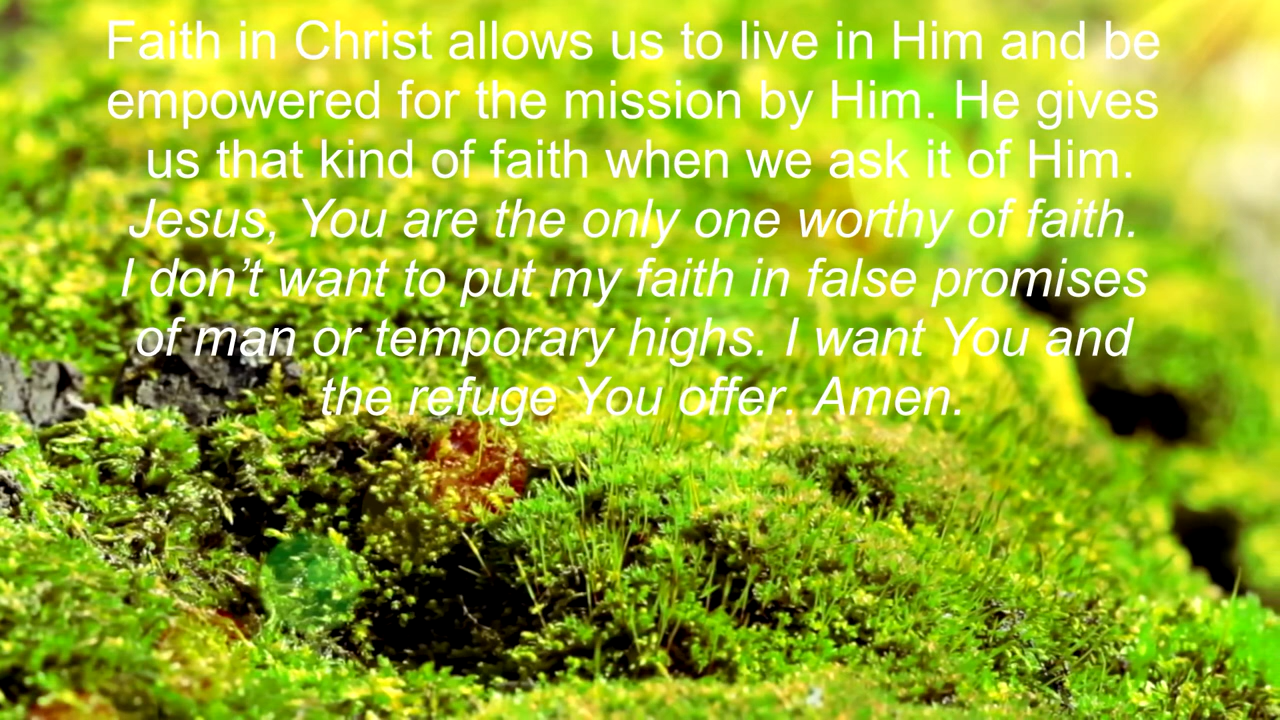 Faith in Christ allows us to live in Him and be
empowered for the mission by Him. He gives
us that kind of faith when we ask it of Him.
Jesus, You are the only one worthy of faith.
I don’t want to put my faith in false promises
of man or temporary highs. I want You and
the refuge You offer. Amen.